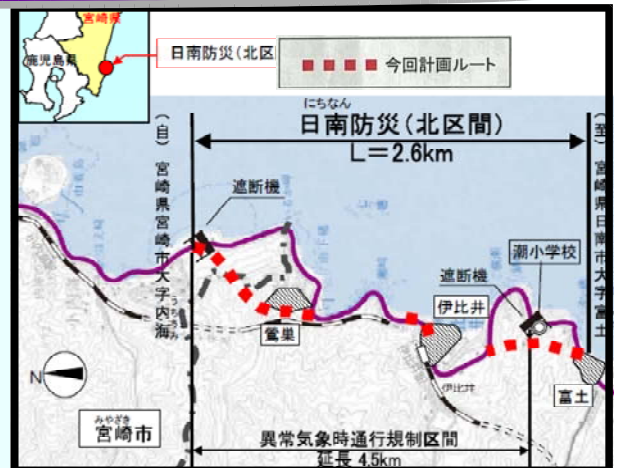 宮崎県
鹿児島県
日南防災(北区
今回計画ルート
にちなん
日南防災(北区間)
L=2.6km
(自)宮崎県宮崎市大字内海
うちうみ
(至)宮崎県日南市大字富土
遮断機
潮小学校
遮断機
伊比井
鶯巣
伊比井
富土
N
みやざき
宮崎市
異常気象時通行規制区間
延長 4.5km